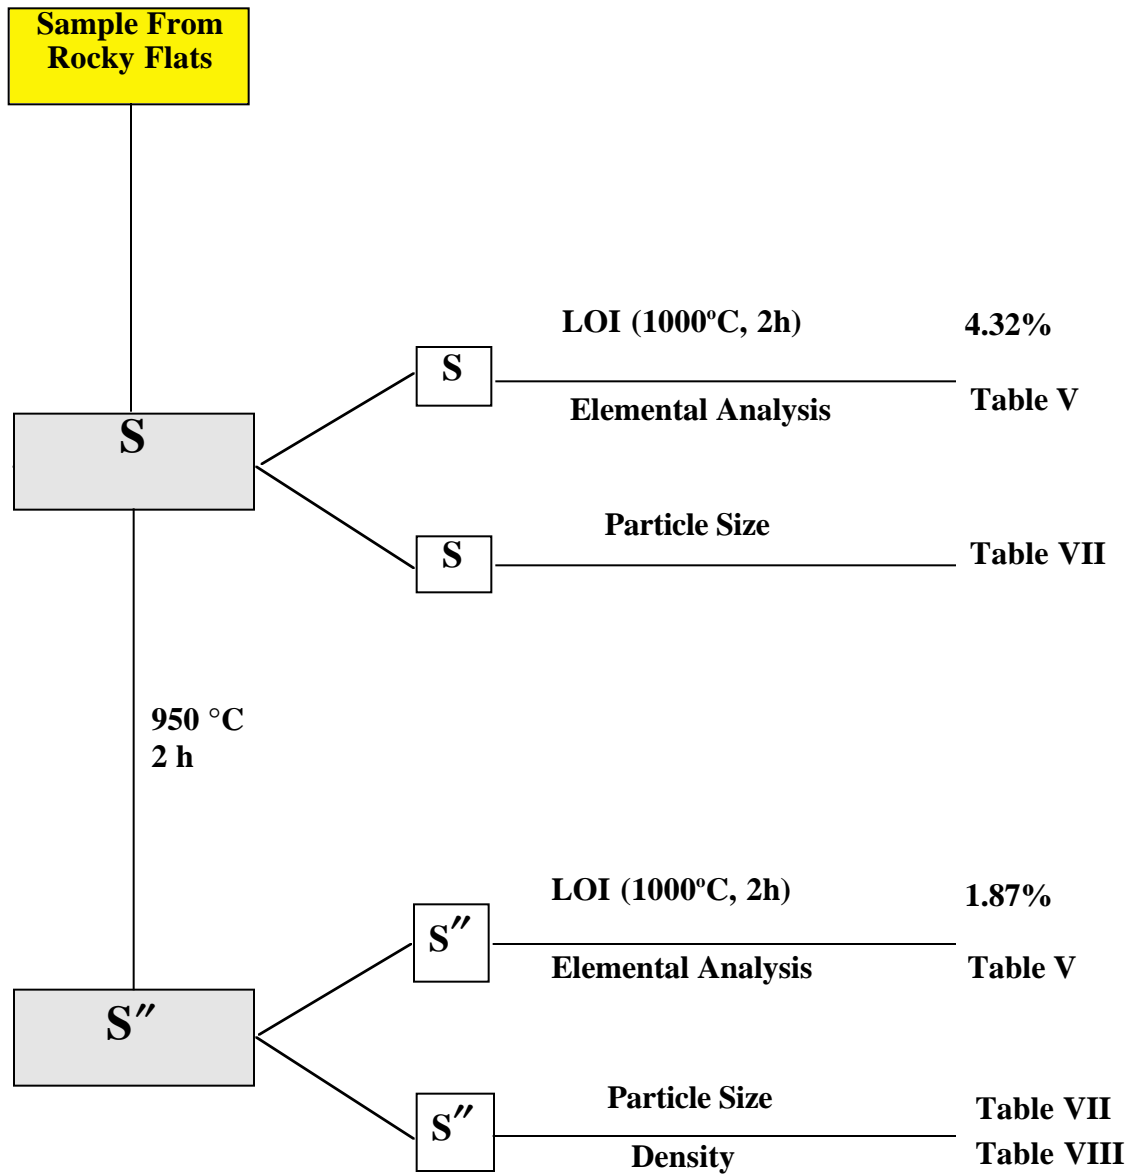 Sample From
Rocky Flats
LOI (1000ºC, 2h) 4.32%
S
Elemental Analysis Table V
S
Particle Size
S Table VII
950 °C
2 h
LOI (1000ºC, 2h) 1.87%
S″
Elemental Analysis Table V
S″
Particle Size Table VII
S″
Density Table VIII